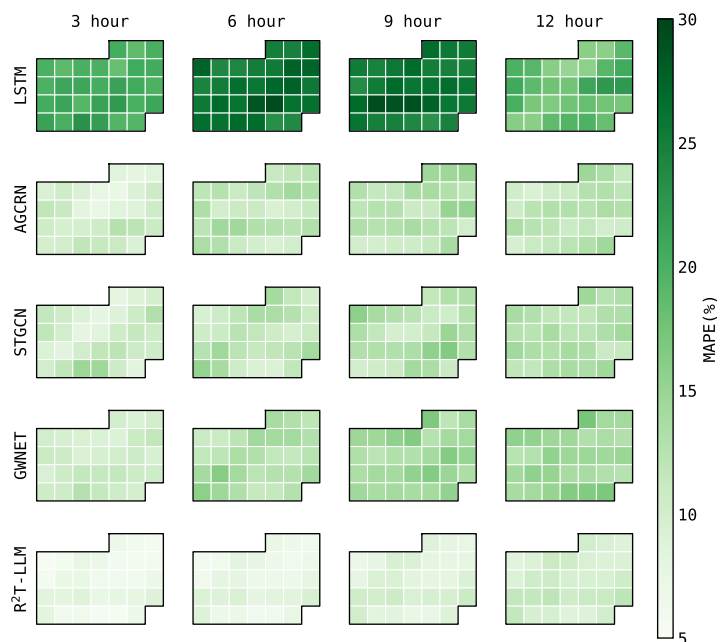 3 hour
6 hour
9 hour
12 hour
LSTM
AGCRN
STGCN
GWNET
R²T-LLM
30
25
20
15
10
5
MAPE(%)